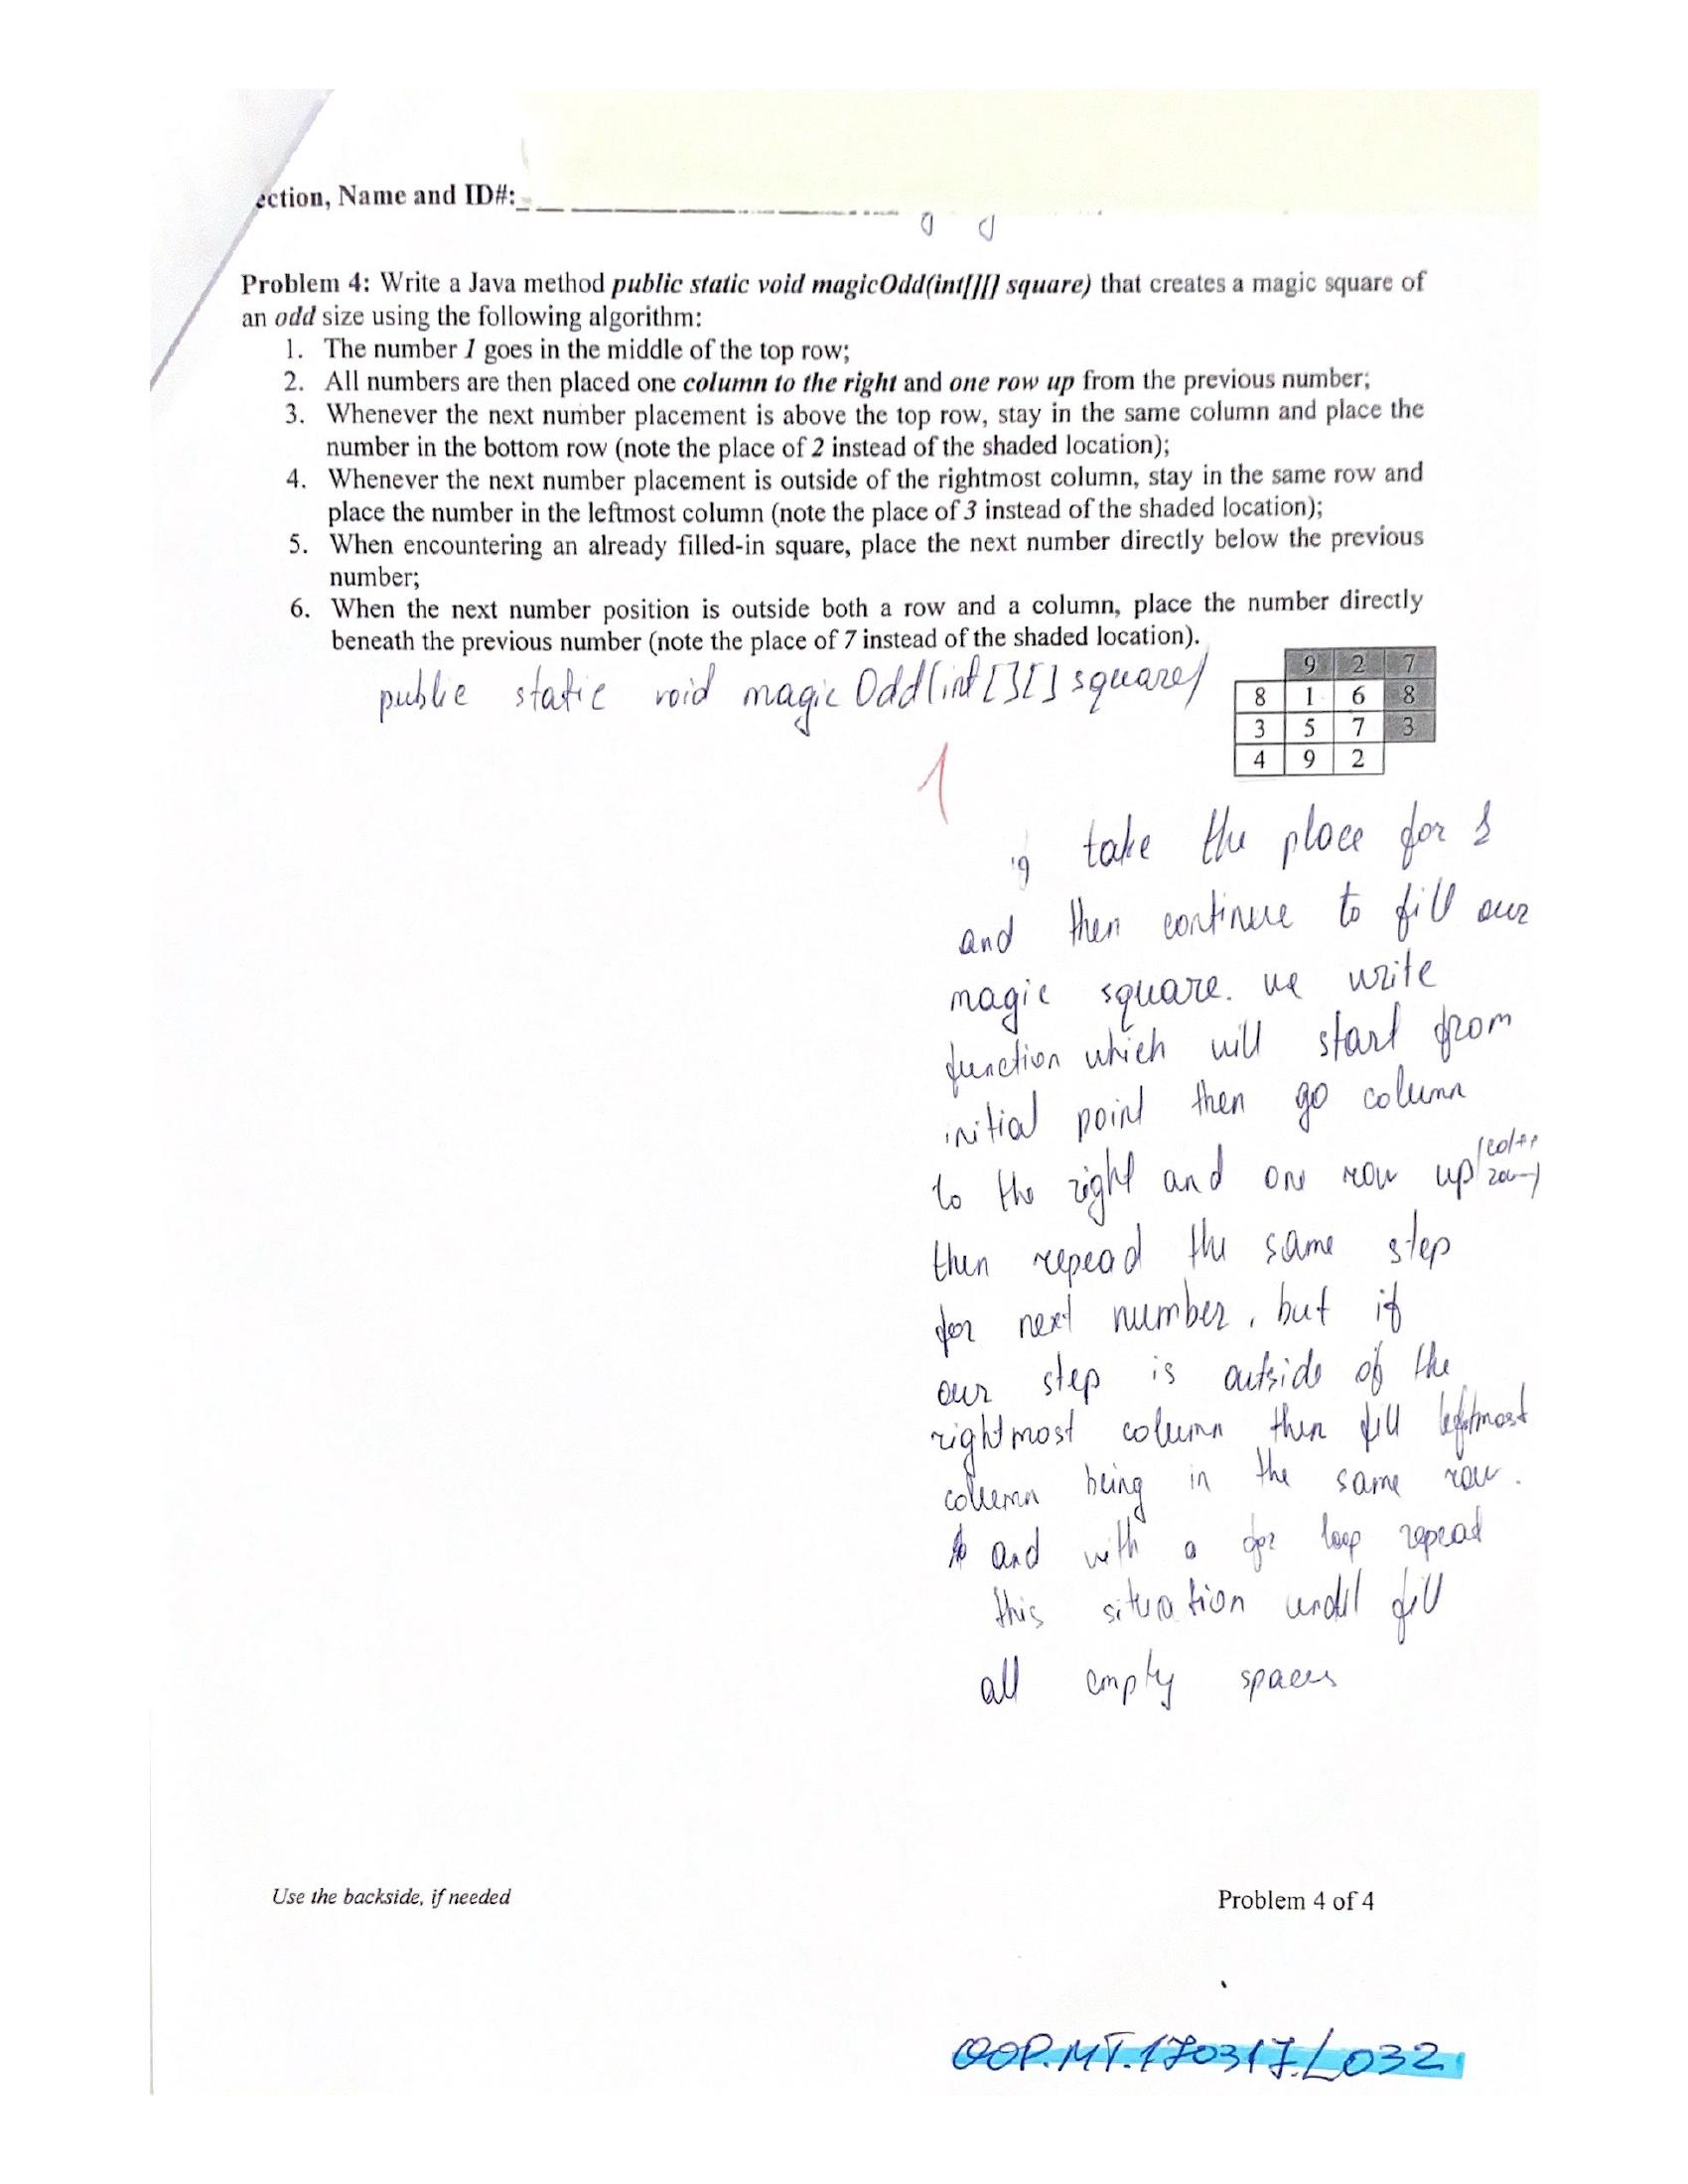 ection, Name and ID#:
Problem 4: Write a Java method public static void magicOdd(int[][] square) that creates a magic square of
an odd size using the following algorithm:
1. The number 1 goes in the middle of the top row;
2. All numbers are then placed one column to the right and one row up from the previous number;
3. Whenever the next number placement is above the top row, stay in the same column and place the
number in the bottom row (note the place of 2 instead of the shaded location);
4. Whenever the next number placement is outside of the rightmost column, stay in the same row and
place the number in the leftmost column (note the place of 3 instead of the shaded location);
5. When encountering an already filled-in square, place the next number directly below the previous
number;
6. When the next number position is outside both a row and a column, place the number directly
beneath the previous number (note the place of 7 instead of the shaded location).
9 2 7
public static void magicOdd(int[][] square)
8 1 6 8
3 5 7 3
4 9 2
1
take the place for 1
and then continue to fill our
magic square. we write
function which will start from
initial point then go column
to the right and one row up (col++
row--)
then repead the same step
for next number, but if
our step is outside of the
rightmost column then fill leftmost
column being in the same row.
and with a for loop repead
this situation undil fill
all empty spaces
Use the backside, if needed
Problem 4 of 4
OOP.MT.170317.L032